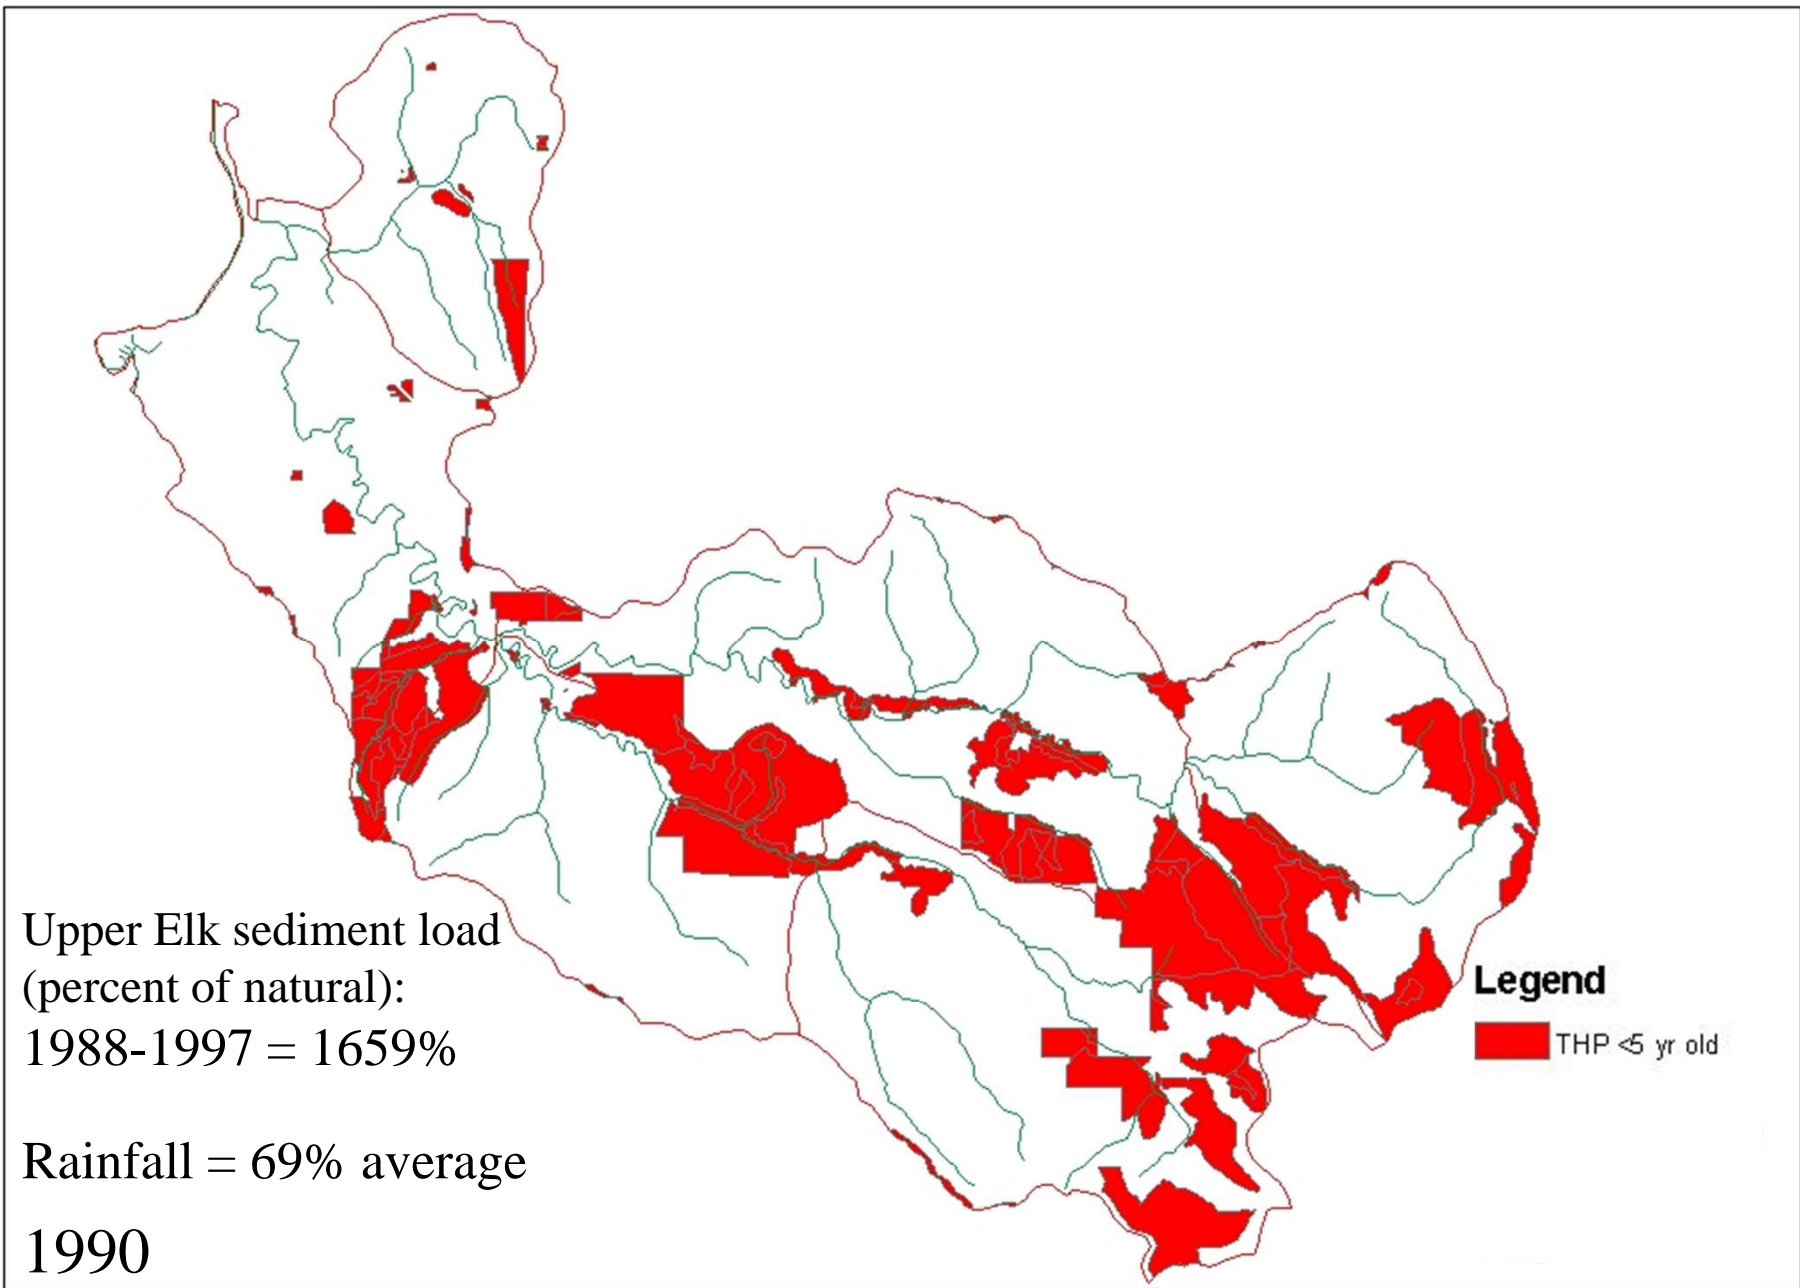 Upper Elk sediment load
(percent of natural):
1988-1997 = 1659%
Rainfall = 69% average
1990
Legend
THP <5 yr old